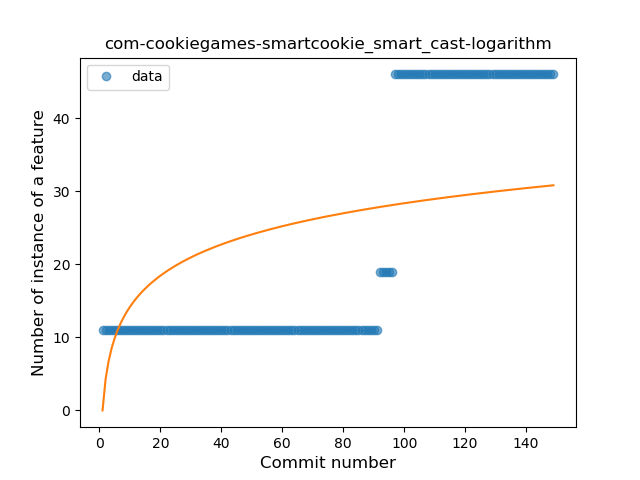 com-cookiegames-smartcookie_smart_cast-logarithm
data
Number of instance of a feature
40
30
20
10
0
0 20 40 60 80 100 120 140
Commit number